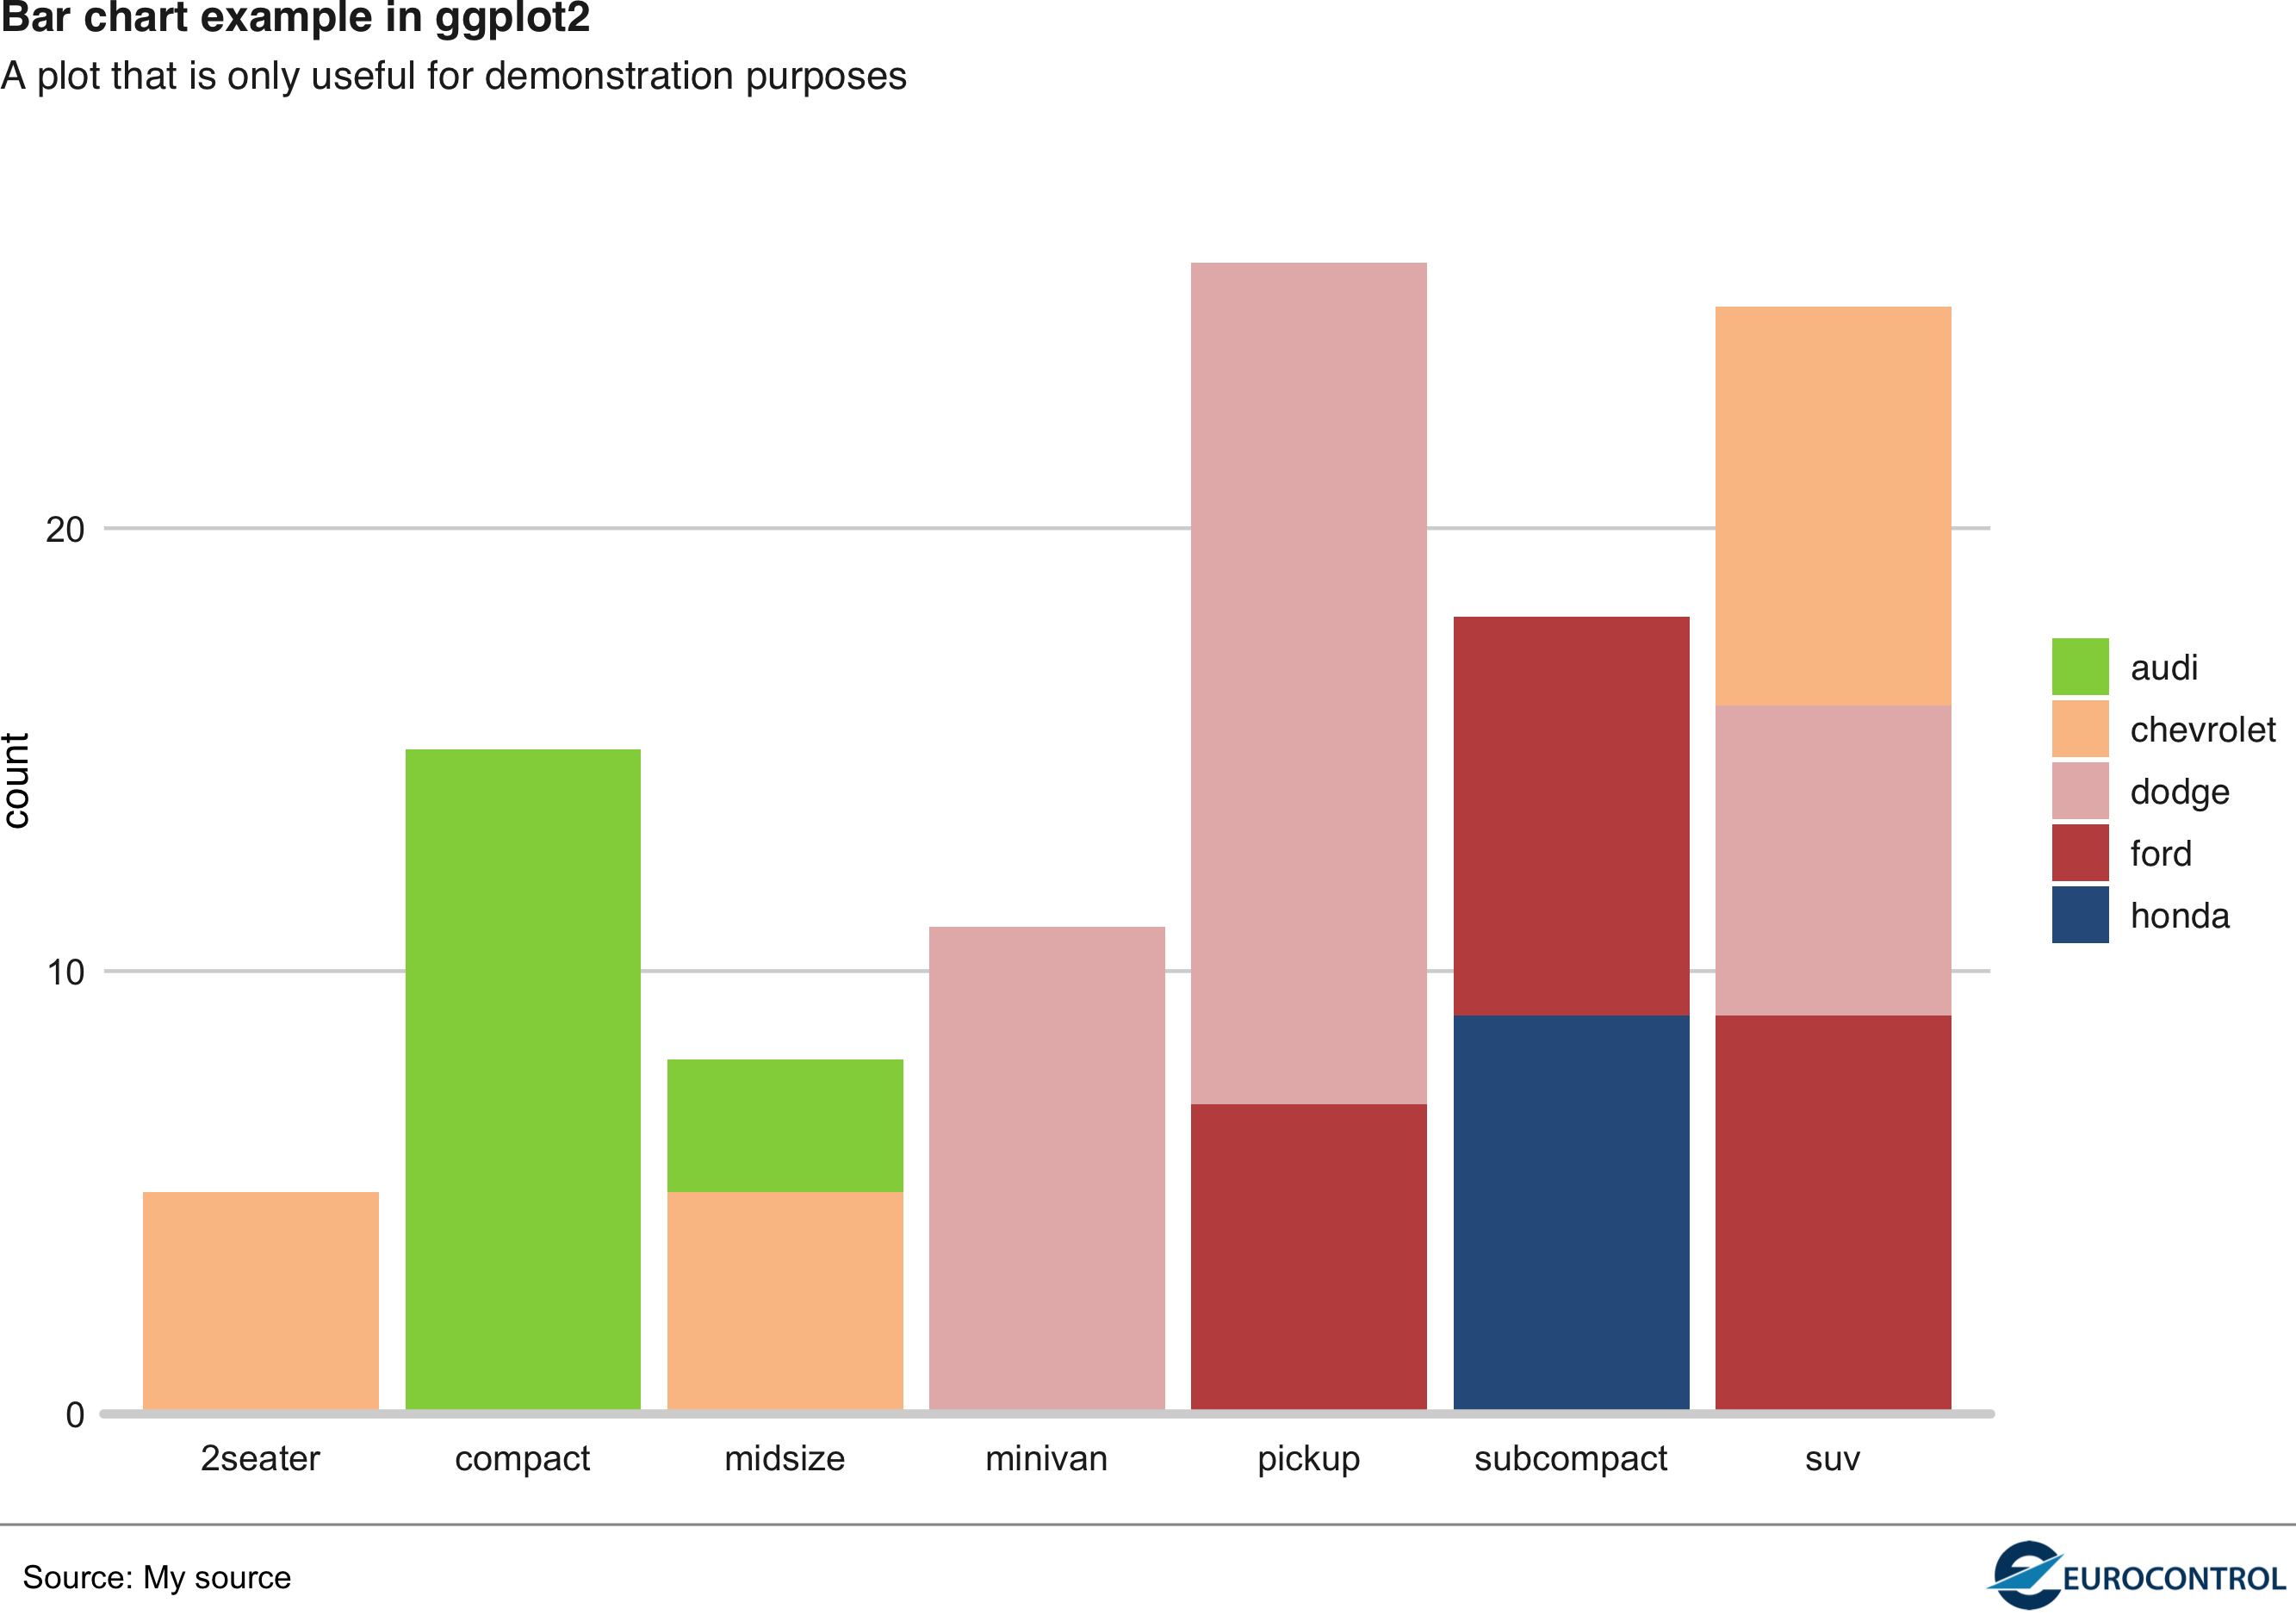 Bar chart example in ggplot2
A plot that is only useful for demonstration purposes
count
20
10
0
2seater compact midsize minivan pickup subcompact suv
audi
chevrolet
dodge
ford
honda
Source: My source
EUROCONTROL